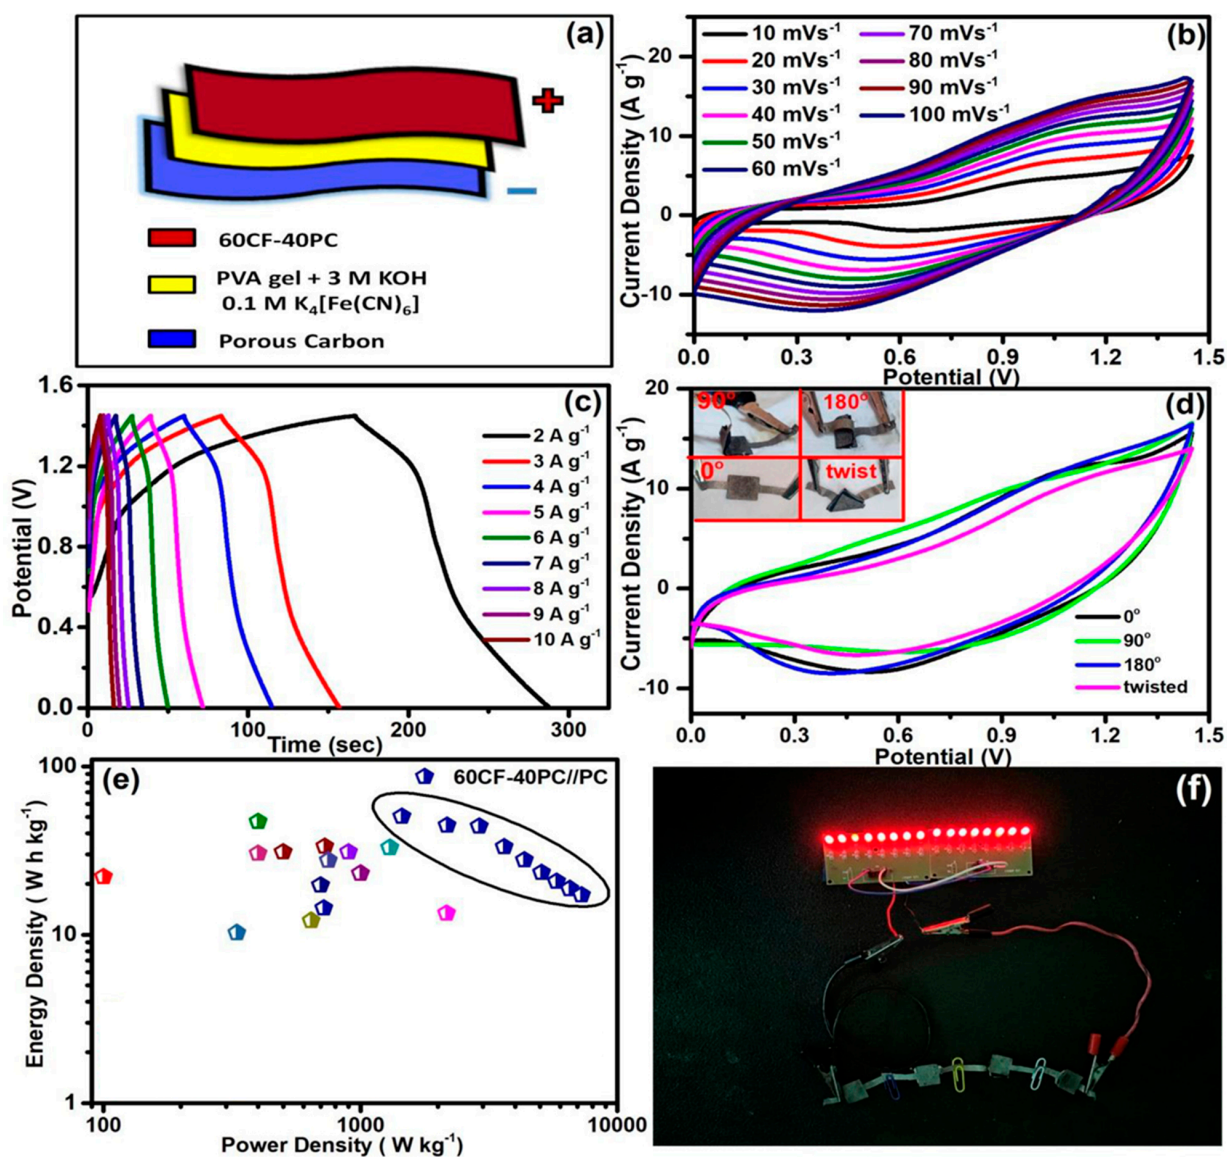 (a)
+
−
60CF-40PC
PVA gel + 3 M KOH
0.1 M K₄[Fe(CN)₆]
Porous Carbon
(b)
10 mVs⁻¹
20 mVs⁻¹
30 mVs⁻¹
40 mVs⁻¹
50 mVs⁻¹
60 mVs⁻¹
70 mVs⁻¹
80 mVs⁻¹
90 mVs⁻¹
100 mVs⁻¹
Current Density (A g⁻¹)
20
10
0
-10
0.0 0.3 0.6 0.9 1.2 1.5
Potential (V)
(c)
2 A g⁻¹
3 A g⁻¹
4 A g⁻¹
5 A g⁻¹
6 A g⁻¹
7 A g⁻¹
8 A g⁻¹
9 A g⁻¹
10 A g⁻¹
Potential (V)
1.6
1.2
0.8
0.4
0.0
0 100 200 300
Time (sec)
(d)
90°
180°
0°
twist
0°
90°
180°
twisted
Current Density (A g⁻¹)
20
10
0
-10
0.0 0.3 0.6 0.9 1.2 1.5
Potential (V)
(e)
60CF-40PC//PC
Energy Density ( W h kg⁻¹)
100
10
1
100 1000 10000
Power Density ( W kg⁻¹)
(f)